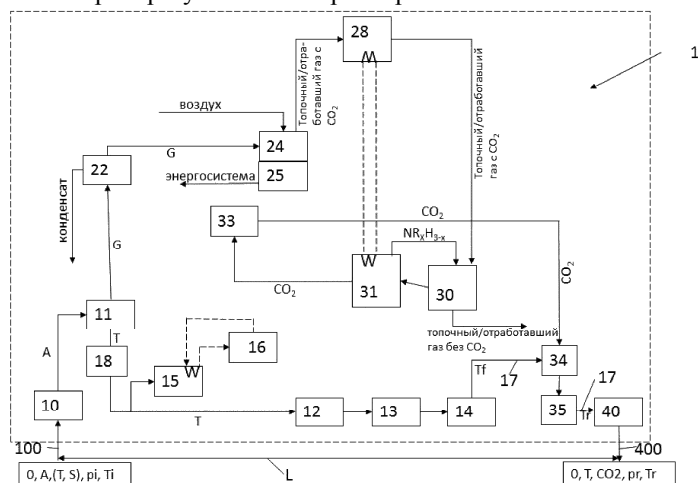 28
1
Топочный/отра-
ботавший газ с
CO₂
Топочный/отработавший
газ с CO₂
воздух
24
G
25
22
энергосистема
конденсат
33
CO₂
NRₓH₃₋ₓ
G
CO₂
31
30
CO₂
11
топочный/отработавший
газ без CO₂
A
T
16
18
15
34
Tf
17
17
10
T
12
13
14
35
Tr
40
100
400
L
0, A,(T, S), pi, Ti
0, T, CO2, pr, Tr